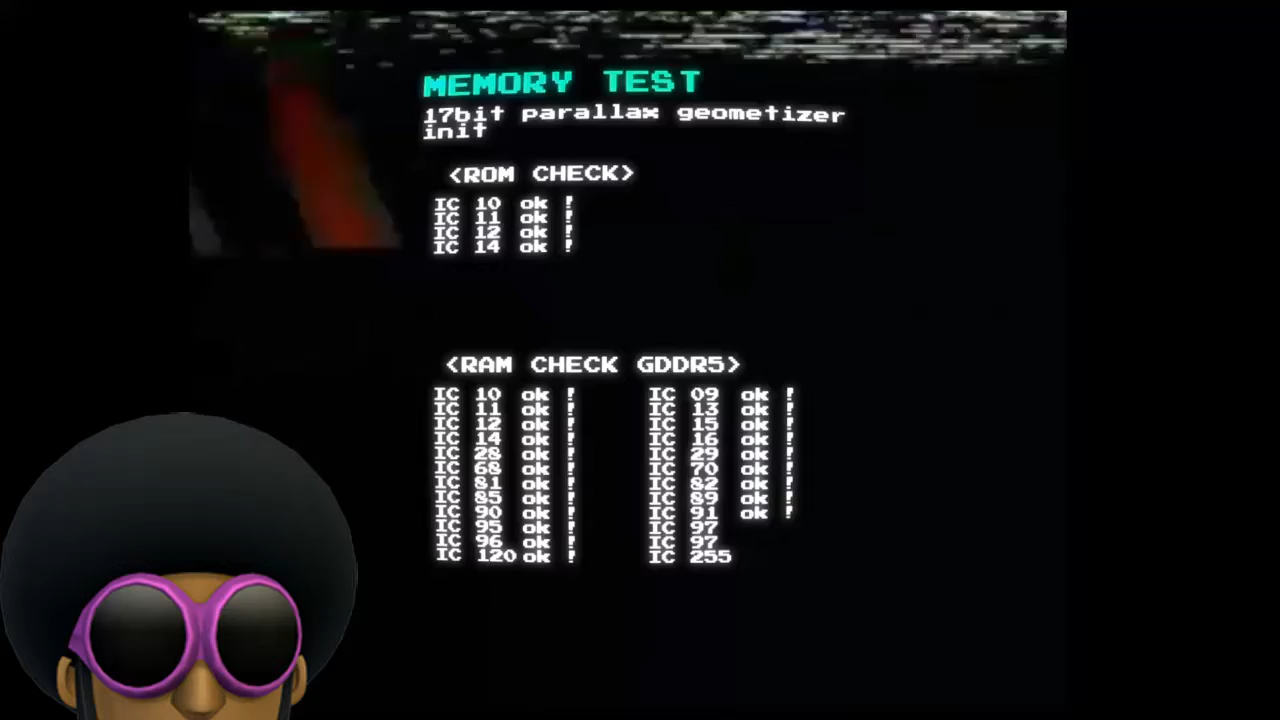 MEMORY TEST
17bit parallax geometizer
init
<ROM CHECK>
IC 10 ok !
IC 11 ok !
IC 12 ok !
IC 14 ok !
<RAM CHECK GDDR5>
IC 10 ok ! IC 09 ok !
IC 11 ok ! IC 13 ok !
IC 12 ok ! IC 15 ok !
IC 14 ok ! IC 16 ok !
IC 28 ok ! IC 29 ok !
IC 68 ok ! IC 70 ok !
IC 81 ok ! IC 82 ok !
IC 85 ok ! IC 89 ok !
IC 90 ok ! IC 91 ok !
IC 95 ok ! IC 97
IC 96 ok ! IC 97
IC 120 ok ! IC 255